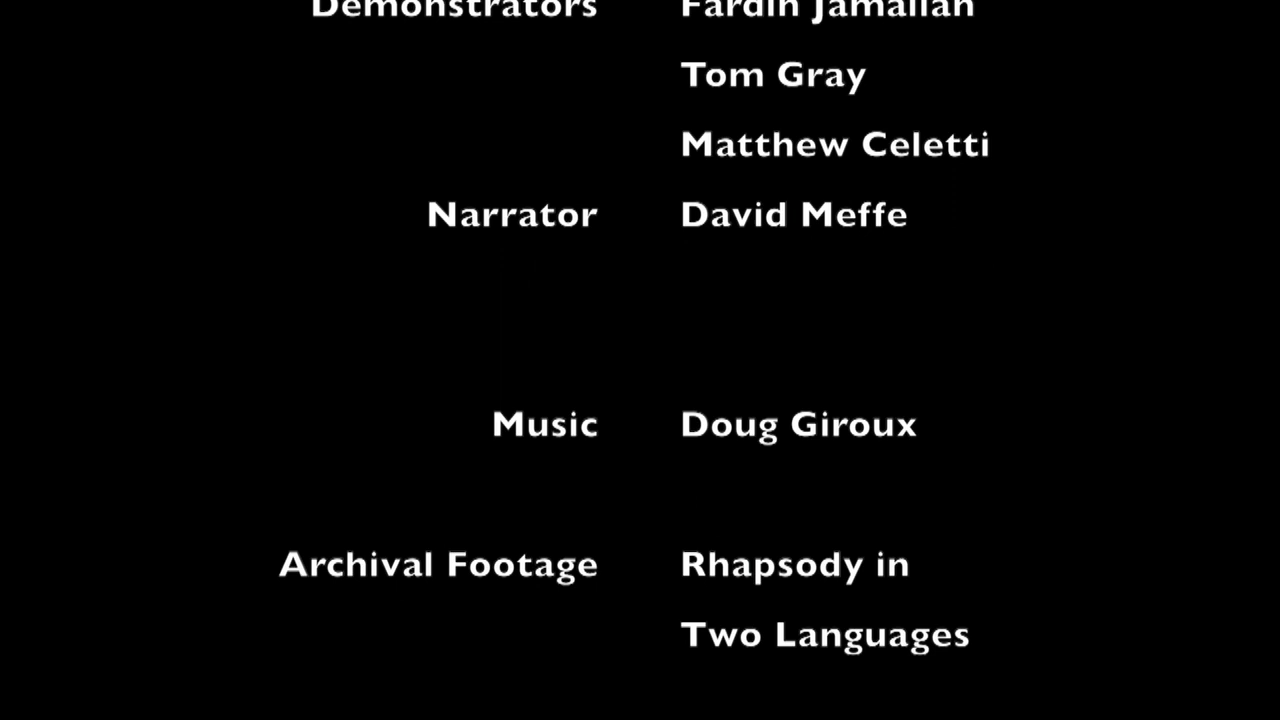 Demonstrators Fardin Jamalian
Tom Gray
Matthew Celetti
Narrator David Meffe
Music Doug Giroux
Archival Footage Rhapsody in
Two Languages